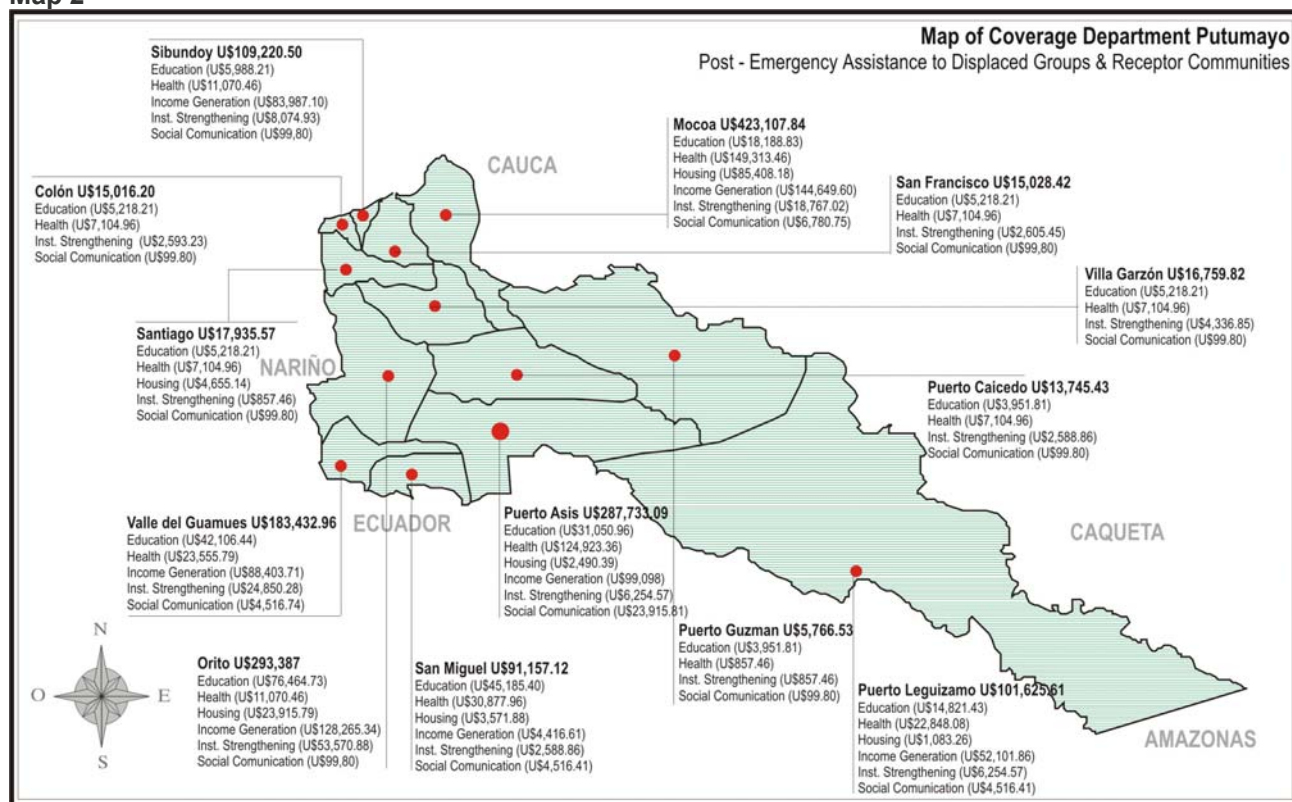 Map of Coverage Department Putumayo
Post - Emergency Assistance to Displaced Groups & Receptor Communities
Sibundoy U$109,220.50
Education (U$5,988.21)
Health (U$11,070.46)
Income Generation (U$83,987.10)
Inst. Strengthening (U$8,074.93)
Social Comunication (U$99,80)
CAUCA
Mocoa U$423,107.84
Education (U$18,188.83)
Health (U$149,313.46)
Housing (U$85,408.18)
Income Generation (U$144,649.60)
Inst. Strengthening (U$18,767.02)
Social Comunication (U$6,780.75)
San Francisco U$15,028.42
Education (U$5,218.21)
Health (U$7,104.96)
Inst. Strengthening (U$2,605.45)
Social Comunication (U$99,80)
Colón U$15,016.20
Education (U$5,218.21)
Health (U$7,104.96)
Inst. Strengthening (U$2,593.23)
Social Comunication (U$99.80)
Villa Garzón U$16,759.82
Education (U$5,218.21)
Health (U$7,104.96)
Inst. Strengthening (U$4,336.85)
Social Comunication (U$99.80)
Santiago U$17,935.57
Education (U$5,218.21)
Health (U$7,104.96)
Housing (U$4,655.14)
Inst. Strengthening (U$857.46)
Social Comunication (U$99.80)
NARIÑO
Puerto Caicedo U$13,745.43
Education (U$3,951.81)
Health (U$7,104.96)
Inst. Strengthening (U$2,588.86)
Social Comunication (U$99.80)
Valle del Guamues U$183,432.96
Education (U$42,106.44)
Health (U$23,555.79)
Income Generation (U$88,403.71)
Inst. Strengthening (U$24,850.28)
Social Comunication (U$4,516.74)
ECUADOR
Puerto Asis U$287,733.09
Education (U$31,050.96)
Health (U$124,923.36)
Housing (U$2,490.39)
Income Generation (U$99,098)
Inst. Strengthening (U$6,254.57)
Social Comunication (U$23,915.81)
CAQUETA
Puerto Guzman U$5,766.53
Education (U$3,951.81)
Health (U$857.46)
Inst. Strengthening (U$857.46)
Social Comunication (U$99.80)
Orito U$293,387
Education (U$76,464.73)
Health (U$11,070.46)
Housing (U$23,915.79)
Income Generation (U$128,265.34)
Inst. Strengthening (U$53,570.88)
Social Comunication (U$99,80)
San Miguel U$91,157.12
Education (U$45,185.40)
Health (U$30,877.96)
Housing (U$3,571.88)
Income Generation (U$4,416.61)
Inst. Strengthening (U$2,588.86)
Social Comunication (U$4,516.41)
Puerto Leguizamo U$101,625.61
Education (U$14,821.43)
Health (U$22,848.08)
Housing (U$1,083.26)
Income Generation (U$52,101.86)
Inst. Strengthening (U$6,254.57)
Social Comunication (U$4,516.41)
AMAZONAS
N
O
E
S